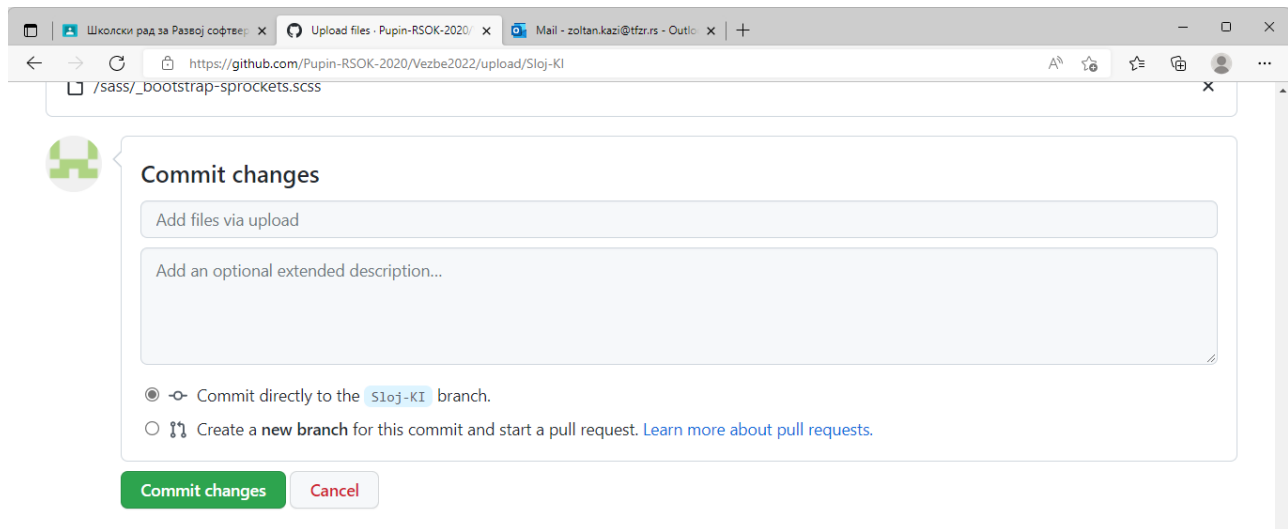 Школски рад за Развој софтвер
Upload files · Pupin-RSOK-2020/
Mail - zoltan.kazi@tfzr.rs - Outlo
https://github.com/Pupin-RSOK-2020/Vezbe2022/upload/Sloj-KI
/sass/_bootstrap-sprockets.scss
Commit changes
Add files via upload
Add an optional extended description...
Commit directly to the Sloj-KI branch.
Create a new branch for this commit and start a pull request. Learn more about pull requests.
Commit changes
Cancel